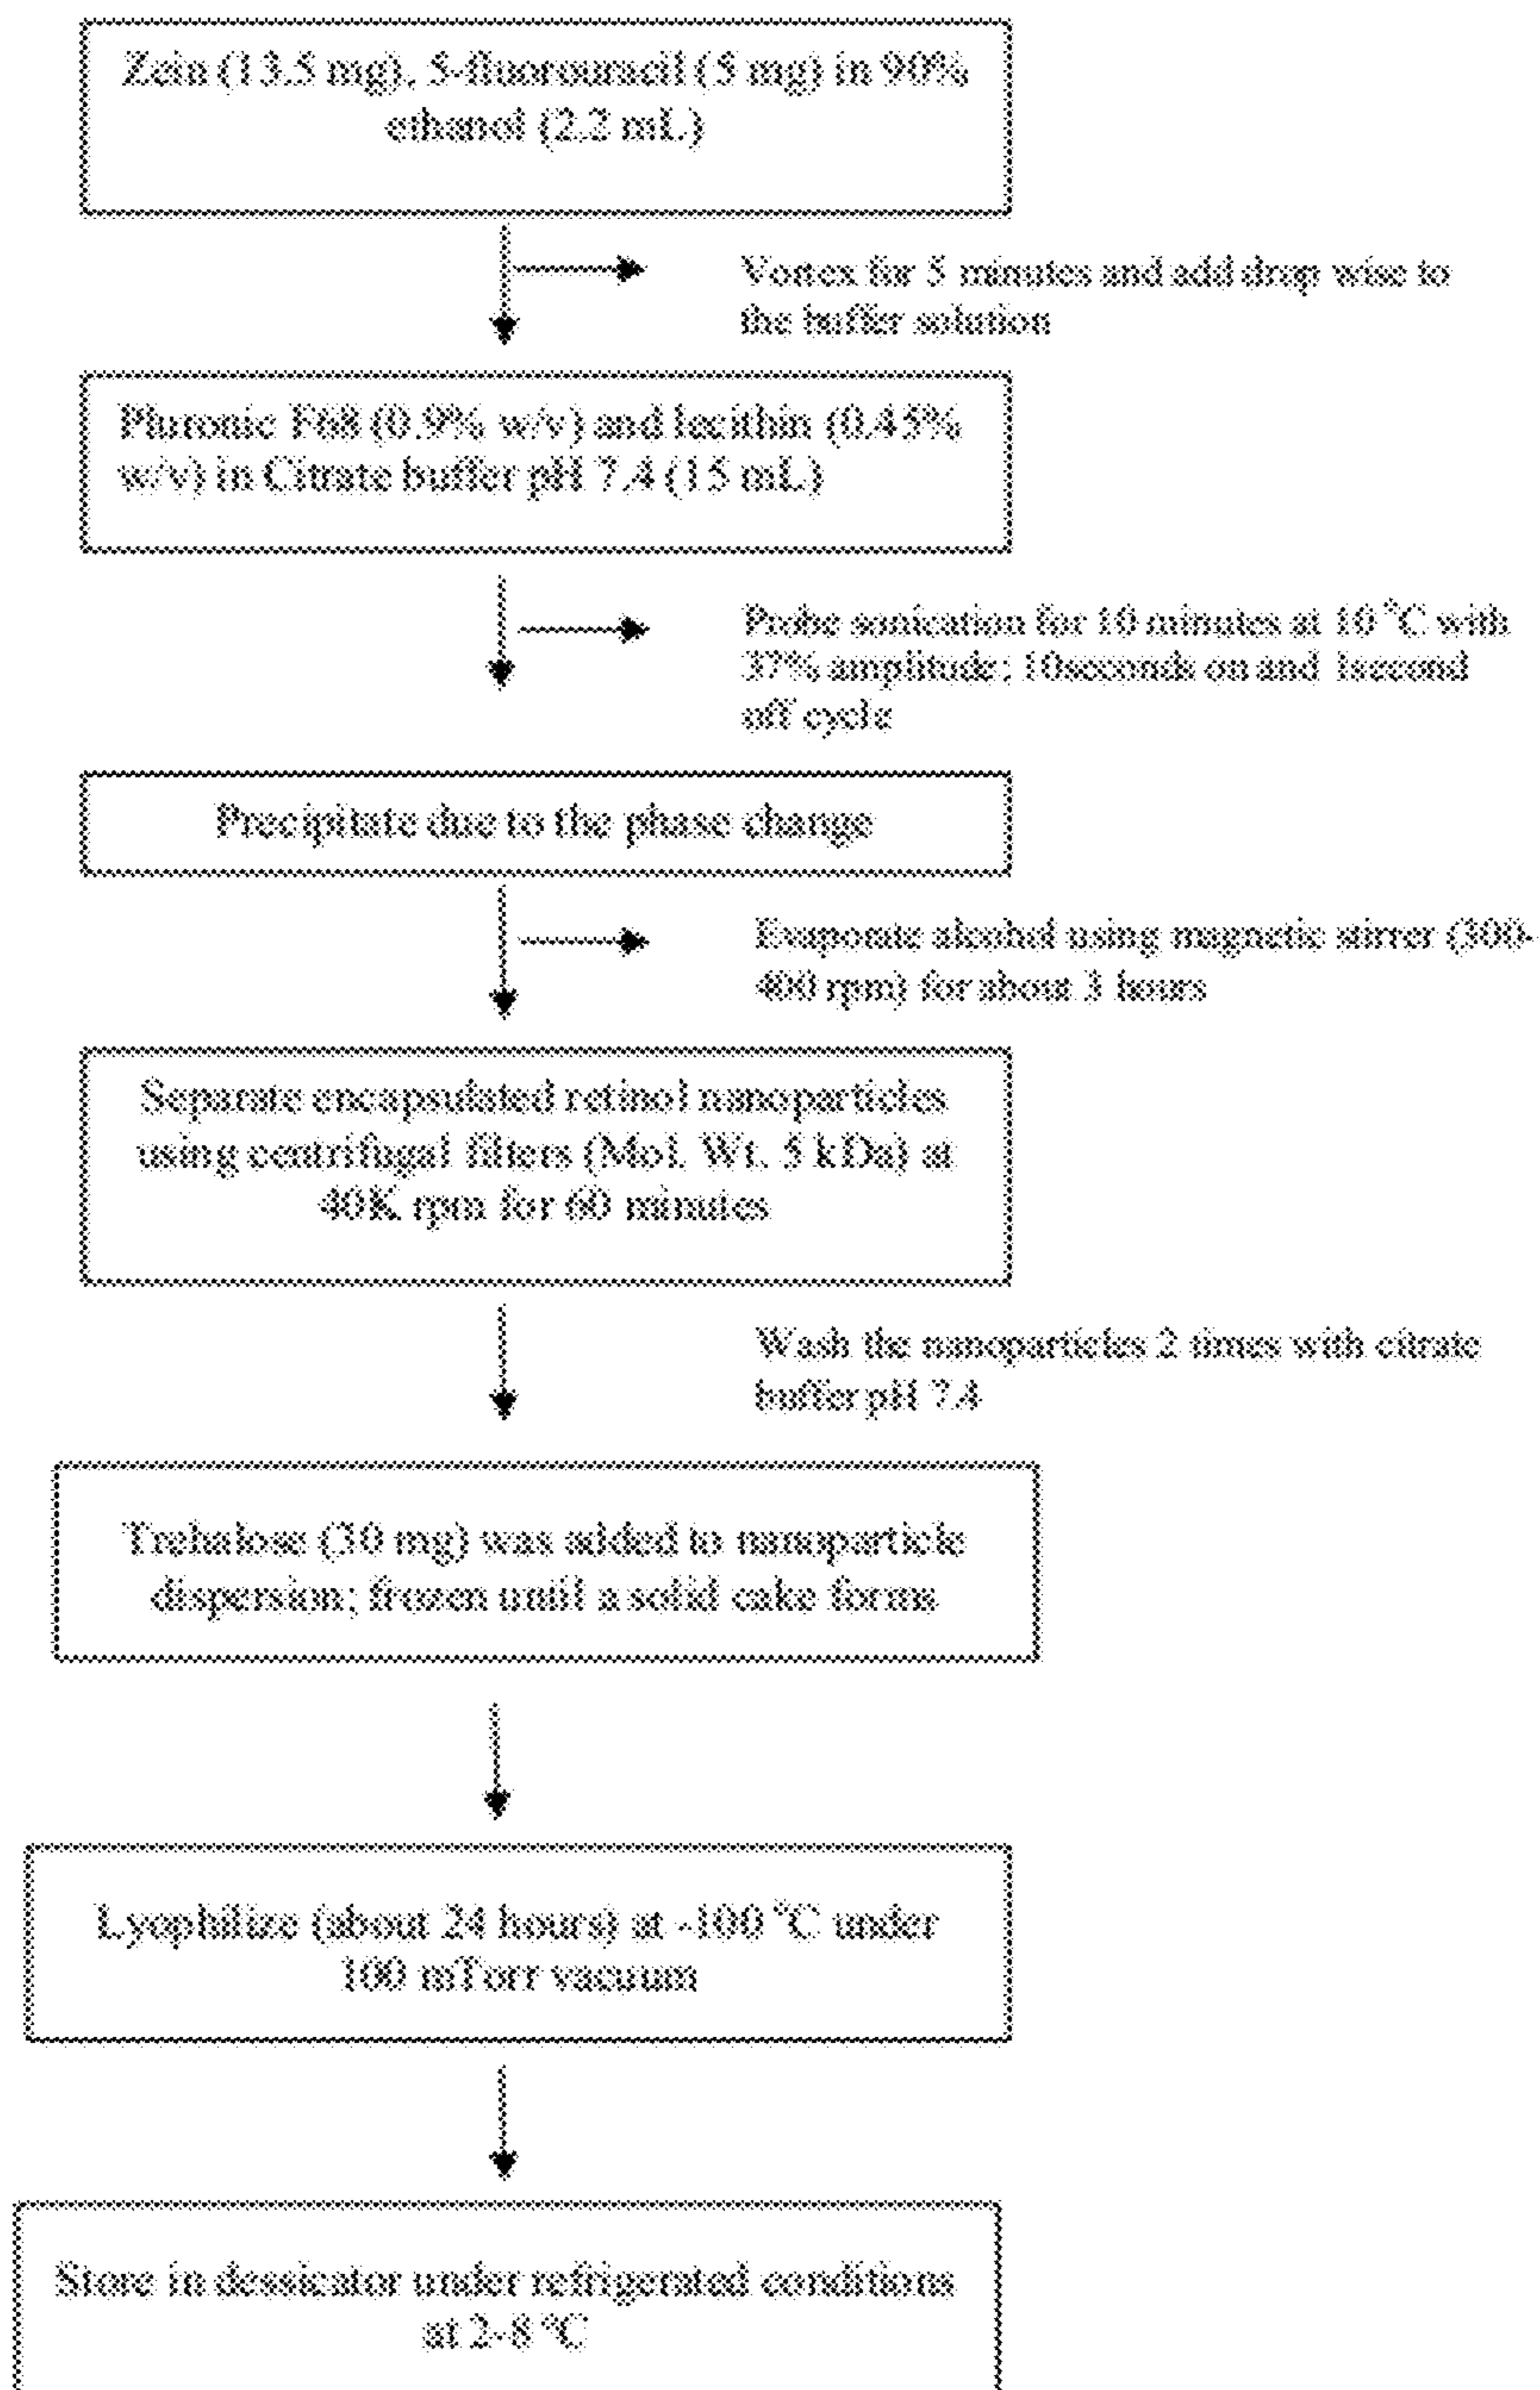 Zein (13.5 mg), 5-fluorouracil (5 mg) in 90%
ethanol (2.2 mL)
Vortex for 5 minutes and add drop wise to
the buffer solution
Pluronic F68 (0.9% w/v) and lecithin (0.45%
w/v) in Citrate buffer pH 7.4 (15 mL)
Probe sonication for 10 minutes at 10 °C with
37% amplitude; 10seconds on and 1second
off cycle
Precipitate due to the phase change
Evaporate alcohol using magnetic stirrer (300-
400 rpm) for about 3 hours
Separate encapsulated retinol nanoparticles
using centrifugal filters (Mol. Wt. 5 kDa) at
40K rpm for 60 minutes
Wash the nanoparticles 2 times with citrate
buffer pH 7.4
Trehalose (30 mg) was added to nanoparticle
dispersion; frozen until a solid cake forms
Lyophilize (about 24 hours) at -100 °C under
100 mTorr vacuum
Store in dessicator under refrigerated conditions
at 2-8 °C